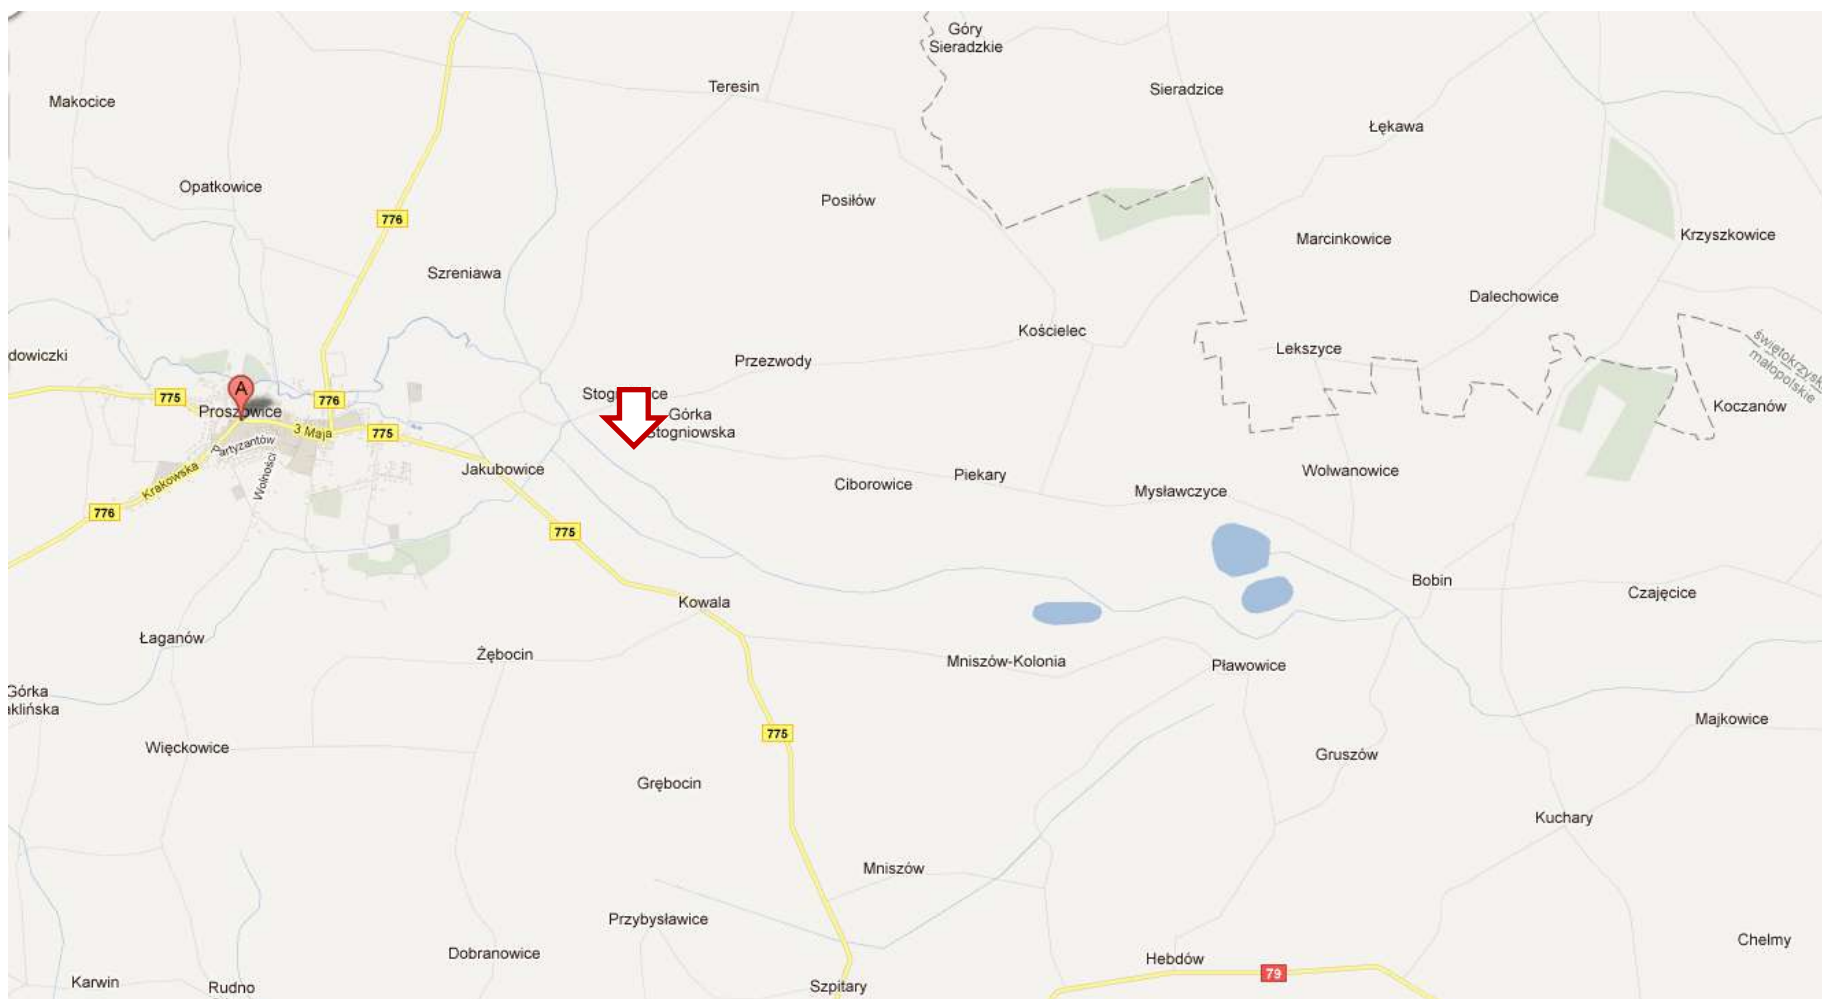 Góry
Sieradzkie
Teresin
Sieradzice
Makocice
Łękawa
Opatkowice
Posiłów
776
Krzyszkowice
Marcinkowice
Szreniawa
Dalechowice
Kościelec
dowiczki
Przezwody
Lekszyce
świętokrzysk
małopolskie
A
775
776
Proszowice
Górka
Stogniowska
Koczanów
3 Maja
775
Partyzantów
Wolności
Krakowska
Jakubowice
Ciborowice
Piekary
Wolwanowice
Mysławczyce
776
775
Bobin
Czajęcice
Kowala
Łaganów
Żębocin
Mniszów-Kolonia
Pławowice
Górka
aklińska
Majkowice
775
Więckowice
Gruszów
Grębocin
Kuchary
Mniszów
Przybysławice
Chelmy
Dobranowice
Hebdów
79
Karwin
Rudno
Szpitary